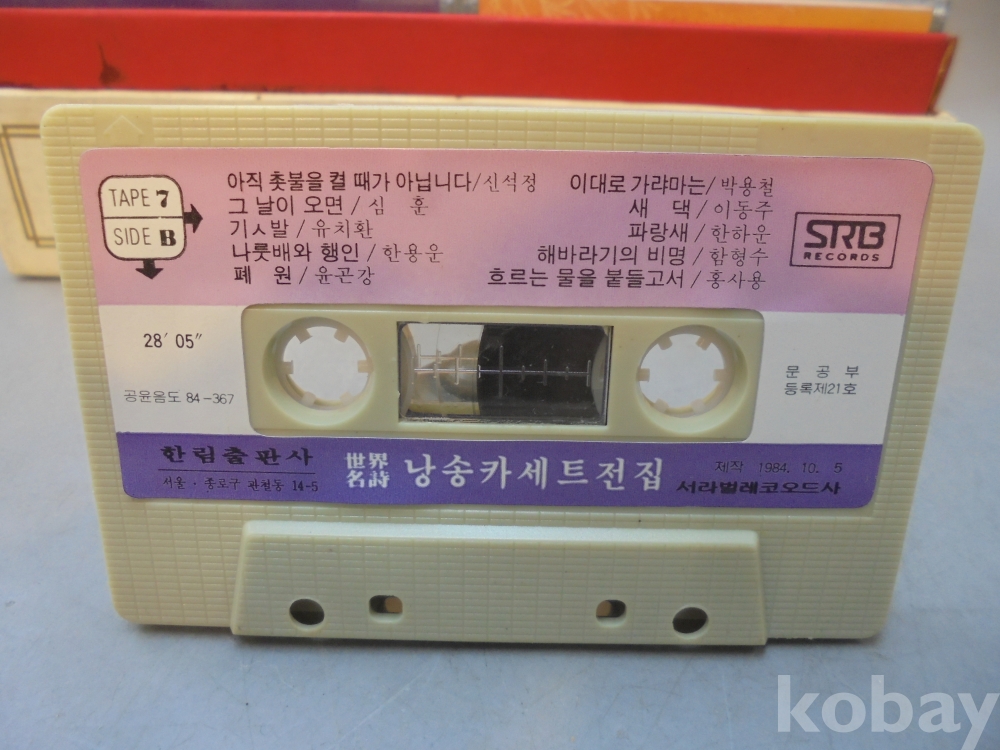 TAPE 7
SIDE B
아직 촛불을 켤 때가 아닙니다/신석정
그 날이 오면/심 훈
기ㅅ발/유치환
나룻배와 행인/한용운
폐 원/윤곤강
이대로 가랴마는/박용철
새 댁/이동주
파랑새/한하운
해바라기의 비명/함형수
흐르는 물을 붙들고서/홍사용
SRB
RECORDS
28′ 05″
공윤음도 84-367
문 공 부
등록제21호
한림출판사
서울·종로구 관철동 14-5
世界
名詩
낭송카세트전집
제작 1984. 10. 5
서라벌레코오드사
kobay